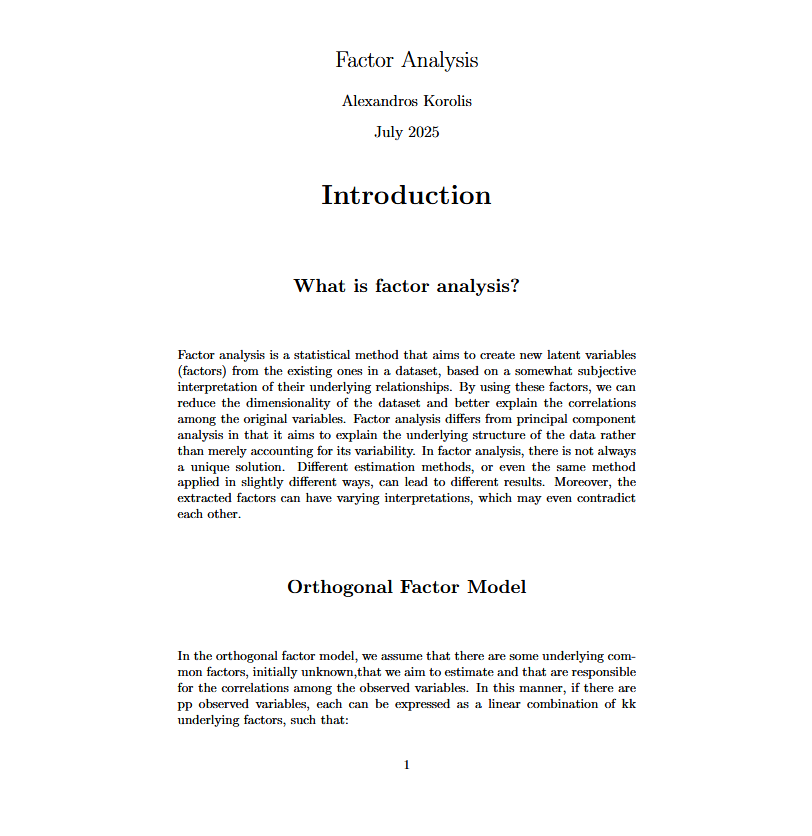 Factor Analysis
Alexandros Korolis
July 2025
Introduction
What is factor analysis?
Factor analysis is a statistical method that aims to create new latent variables
(factors) from the existing ones in a dataset, based on a somewhat subjective
interpretation of their underlying relationships. By using these factors, we can
reduce the dimensionality of the dataset and better explain the correlations
among the original variables. Factor analysis differs from principal component
analysis in that it aims to explain the underlying structure of the data rather
than merely accounting for its variability. In factor analysis, there is not always
a unique solution. Different estimation methods, or even the same method
applied in slightly different ways, can lead to different results. Moreover, the
extracted factors can have varying interpretations, which may even contradict
each other.
Orthogonal Factor Model
In the orthogonal factor model, we assume that there are some underlying com-
mon factors, initially unknown,that we aim to estimate and that are responsible
for the correlations among the observed variables. In this manner, if there are
pp observed variables, each can be expressed as a linear combination of kk
underlying factors, such that:
1